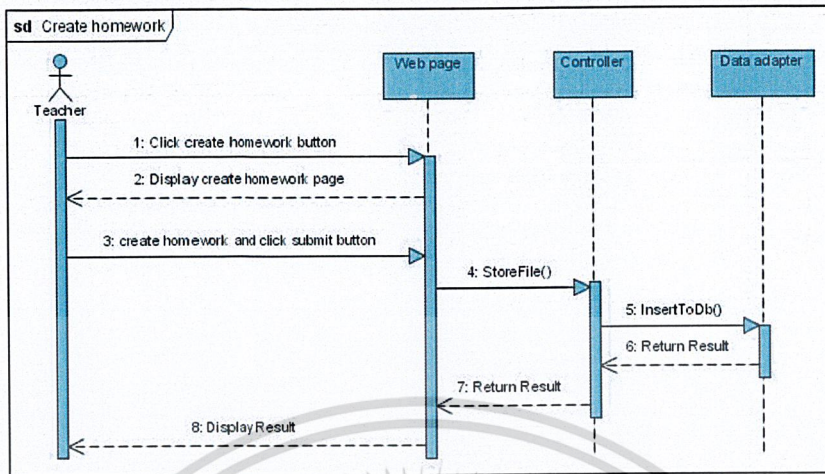 sd Create homework
Web page
Controller
Data adapter
Teacher
1: Click create homework button
2: Display create homework page
3: create homework and click submit button
4: StoreFile()
5: InsertToDb()
6: Return Result
7: Return Result
8: Display Result